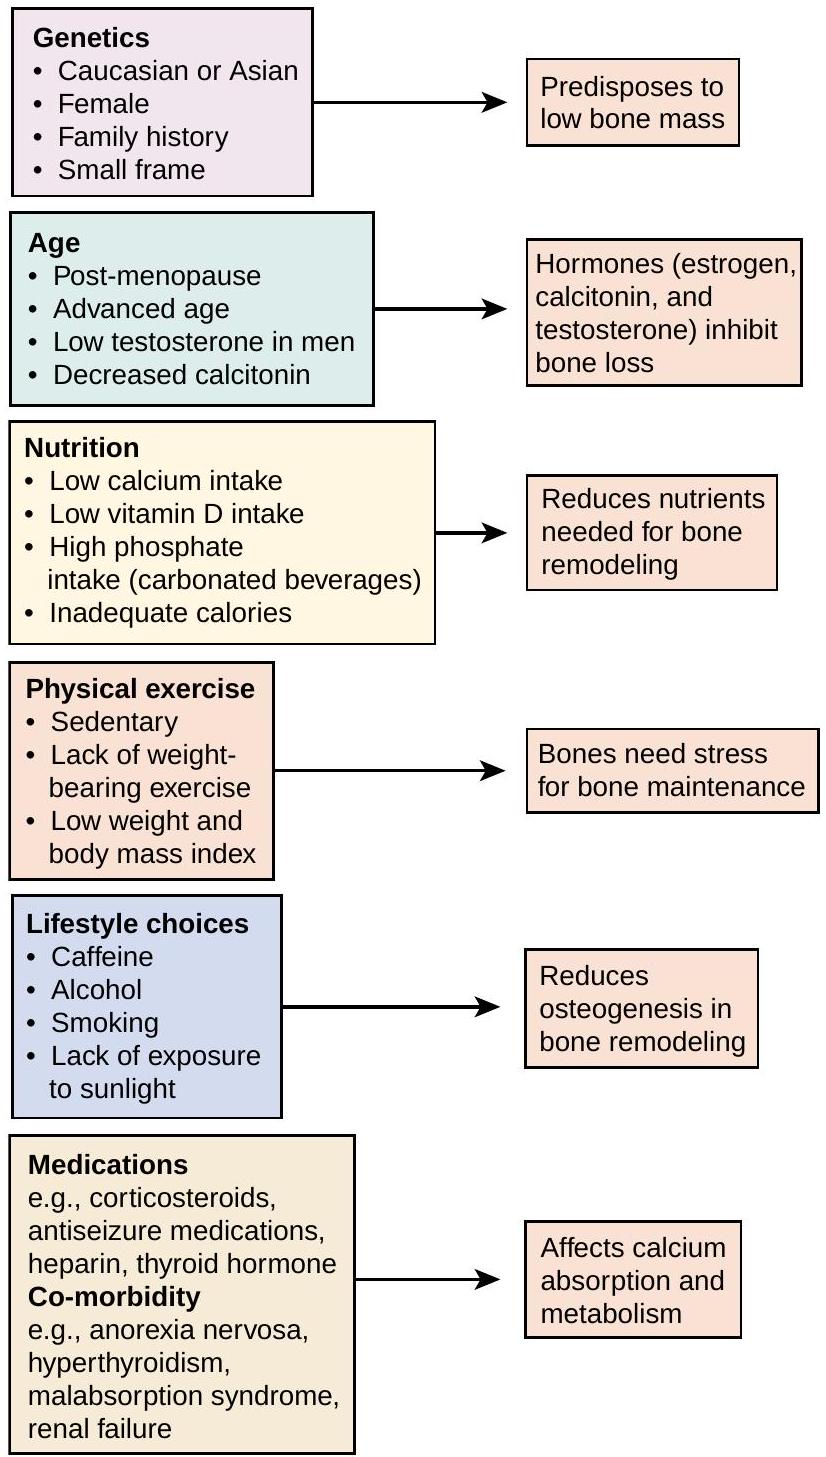 Genetics
• Caucasian or Asian
• Female
• Family history
• Small frame
Predisposes to
low bone mass
Age
• Post-menopause
• Advanced age
• Low testosterone in men
• Decreased calcitonin
Hormones (estrogen,
calcitonin, and
testosterone) inhibit
bone loss
Nutrition
• Low calcium intake
• Low vitamin D intake
• High phosphate
intake (carbonated beverages)
• Inadequate calories
Reduces nutrients
needed for bone
remodeling
Physical exercise
• Sedentary
• Lack of weight-
bearing exercise
• Low weight and
body mass index
Bones need stress
for bone maintenance
Lifestyle choices
• Caffeine
• Alcohol
• Smoking
• Lack of exposure
to sunlight
Reduces
osteogenesis in
bone remodeling
Medications
e.g., corticosteroids,
antiseizure medications,
heparin, thyroid hormone
Co-morbidity
e.g., anorexia nervosa,
hyperthyroidism,
malabsorption syndrome,
renal failure
Affects calcium
absorption and
metabolism